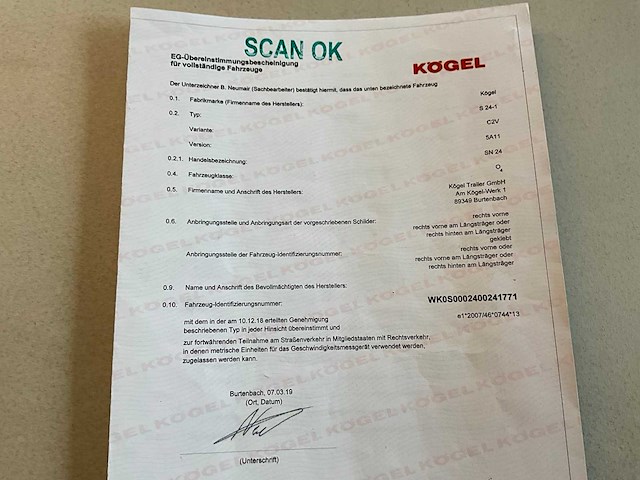 SCAN OK
EG-Übereinstimmungsbescheinigung
für vollständige Fahrzeuge
KÖGEL
Der Unterzeichner B. Neumair (Sachbearbeiter) bestätigt hiermit, dass das unten bezeichnete Fahrzeug
0.1. Fabrikmarke (Firmenname des Herstellers): Kögel
0.2. Typ: S 24-1
Variante: C2V
Version: 5A11
0.2.1. Handelsbezeichnung: SN 24
0.4. Fahrzeugklasse: O4
0.5. Firmenname und Anschrift des Herstellers: Kögel Trailer GmbH
Am Kögel-Werk 1
89349 Burtenbach
0.6. Anbringungsstelle und Anbringungsart der vorgeschriebenen Schilder: rechts vorne
rechts vorne am Längsträger oder
rechts hinten am Längsträger
geklebt
Anbringungsstelle der Fahrzeug-Identifizierungsnummer: rechts vorne oder
rechts vorne am Längsträger oder
rechts hinten am Längsträger
0.9. Name und Anschrift des Bevollmächtigten des Herstellers:
0.10. Fahrzeug-Identifizierungsnummer: WK0S0002400241771
mit dem in der am 10.12.18 erteilten Genehmigung e1*2007/46*0744*13
beschriebenen Typ in jeder Hinsicht übereinstimmt und
zur fortwährenden Teilnahme am Straßenverkehr in Mitgliedstaaten mit Rechtsverkehr,
in denen metrische Einheiten für das Geschwindigkeitsmessgerät verwendet werden,
zugelassen werden kann.
Burtenbach, 07.03.19
(Ort, Datum)
(Unterschrift)